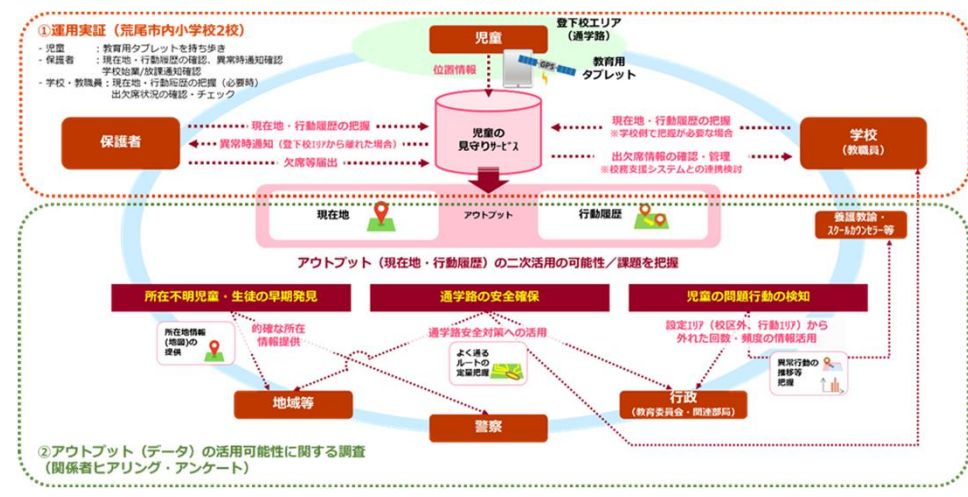 ①運用実証（荒尾市内小学校2校）
- 児童　　　：教育用タブレットを持ち歩き
- 保護者　　：現在地・行動履歴の確認、異常時通知確認
学校始業/放課通知確認
- 学校・教職員：現在地・行動履歴の把握（必要時）
出欠席状況の確認・チェック
児童
登下校エリア
（通学路）
GPS
教育用
タブレット
位置情報
保護者
現在地・行動履歴の把握
異常時通知（登下校ｴﾘｱから離れた場合）
欠席等届出
児童の
見守りｻｰﾋﾞｽ
現在地・行動履歴の把握
※学校側で把握が必要な場合
出欠席情報の確認・管理
※校務支援システムとの連携検討
学校
（教職員）
現在地
アウトプット
行動履歴
養護教諭・
ｽｸｰﾙｶｳﾝｾﾗｰ等
アウトプット（現在地・行動履歴）の二次活用の可能性／課題を把握
所在不明児童・生徒の早期発見
通学路の安全確保
児童の問題行動の検知
所在地情報
(地図)の
提供
的確な所在
情報提供
通学路安全対策への活用
よく通る
ルートの
定量把握
設定ｴﾘｱ（校区外、行動ｴﾘｱ）から
外れた回数・頻度の情報活用
異常行動の
推移等
把握
地域等
警察
行政
（教育委員会・関連部局）
②アウトプット（データ）の活用可能性に関する調査
（関係者ヒアリング・アンケート）